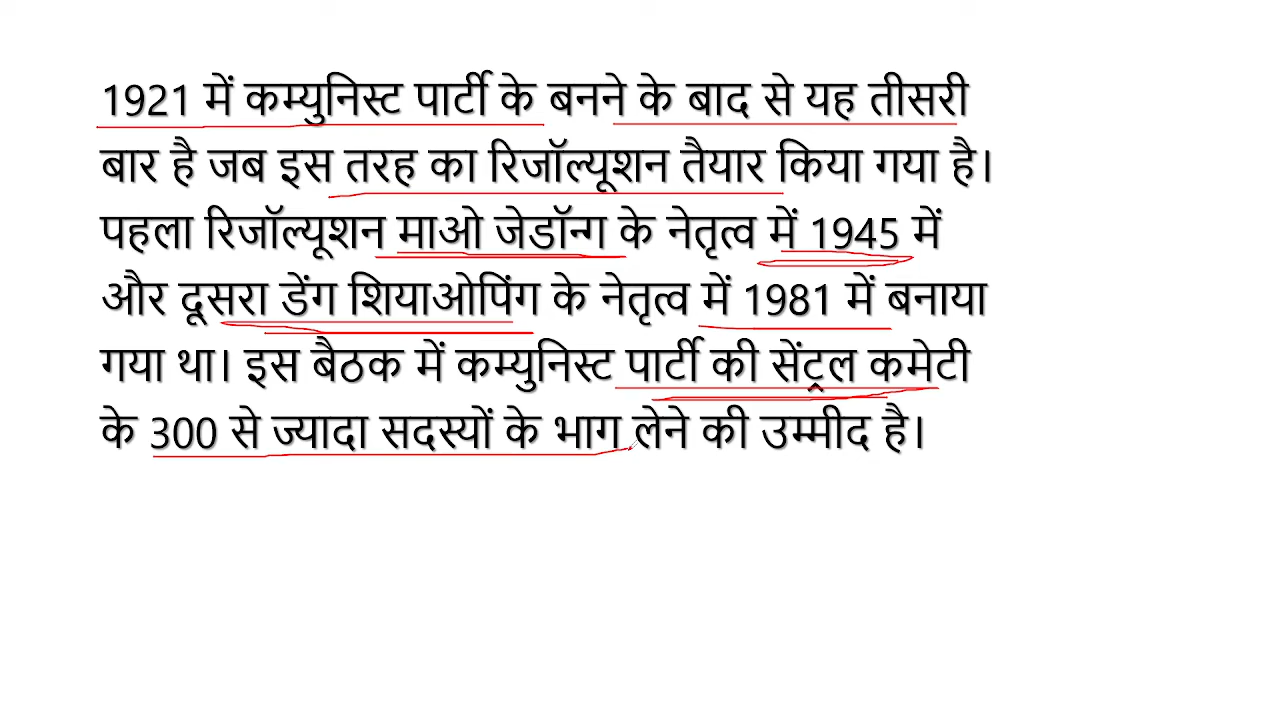 1921 में कम्युनिस्ट पार्टी के बनने के बाद से यह तीसरी
बार है जब इस तरह का रिजॉल्यूशन तैयार किया गया है।
पहला रिजॉल्यूशन माओ जेडॉन्ग के नेतृत्व में 1945 में
और दूसरा डेंग शियाओपिंग के नेतृत्व में 1981 में बनाया
गया था। इस बैठक में कम्युनिस्ट पार्टी की सेंट्रल कमेटी
के 300 से ज्यादा सदस्यों के भाग लेने की उम्मीद है।